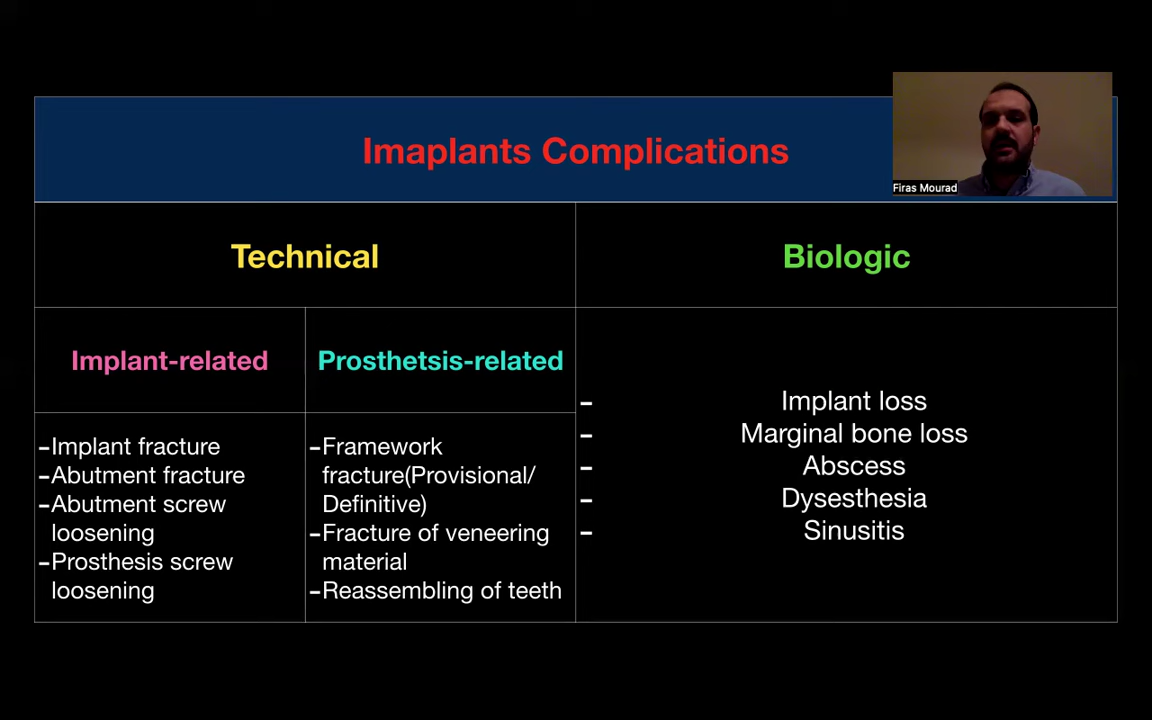 Imaplants Complications
Firas Mourad
Technical
Biologic
Implant-related
Prosthetsis-related
-Implant fracture
-Abutment fracture
-Abutment screw
loosening
-Prosthesis screw
loosening
-Framework
fracture(Provisional/
Definitive)
-Fracture of veneering
material
-Reassembling of teeth
- Implant loss
- Marginal bone loss
- Abscess
- Dysesthesia
- Sinusitis